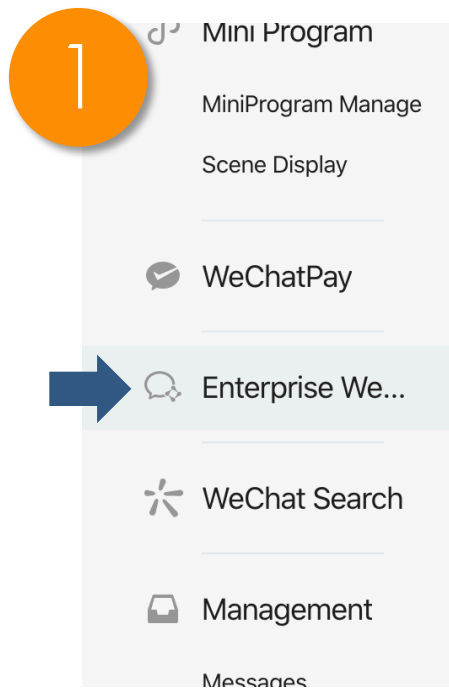 1
Mini Program
MiniProgram Manage
Scene Display
WeChatPay
Enterprise We...
WeChat Search
Management
Messages